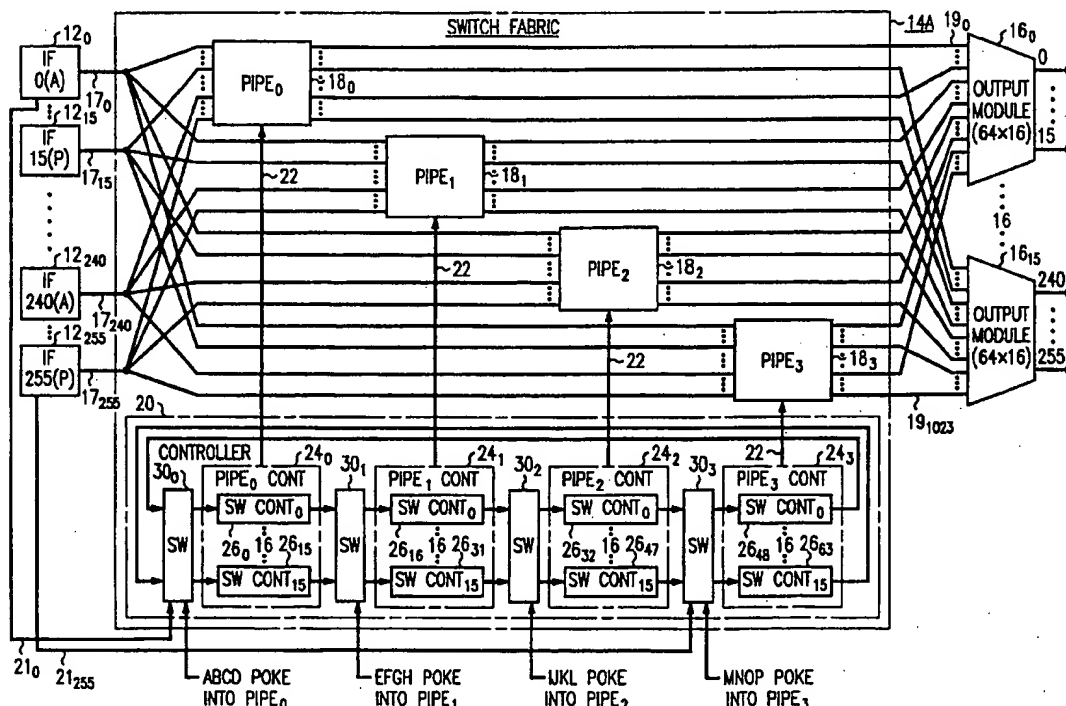 SWITCH FABRIC
14A
12₀
IF
0(A)
17₀
12₁₅
IF
15(P)
17₁₅
12₂₄₀
IF
240(A)
17₂₄₀
12₂₅₅
IF
255(P)
17₂₅₅
PIPE₀
18₀
22
PIPE₁
18₁
22
PIPE₂
18₂
22
PIPE₃
18₃
22
19₀
19₁₀₂₃
16₀
OUTPUT
MODULE
(64×16)
0
15
16
16₁₅
OUTPUT
MODULE
(64×16)
240
255
20
CONTROLLER
30₀
SW
24₀
PIPE₀ CONT
SW CONT₀
26₀
16
26₁₅
SW CONT₁₅
30₁
SW
24₁
PIPE₁ CONT
SW CONT₀
26₁₆
16
26₃₁
SW CONT₁₅
30₂
SW
24₂
PIPE₂ CONT
SW CONT₀
26₃₂
16
26₄₇
SW CONT₁₅
30₃
SW
24₃
PIPE₃ CONT
SW CONT₀
26₄₈
16
26₆₃
SW CONT₁₅
21₀
21₂₅₅
ABCD POKE
INTO PIPE₀
EFGH POKE
INTO PIPE₁
IJKL POKE
INTO PIPE₂
MNOP POKE
INTO PIPE₃